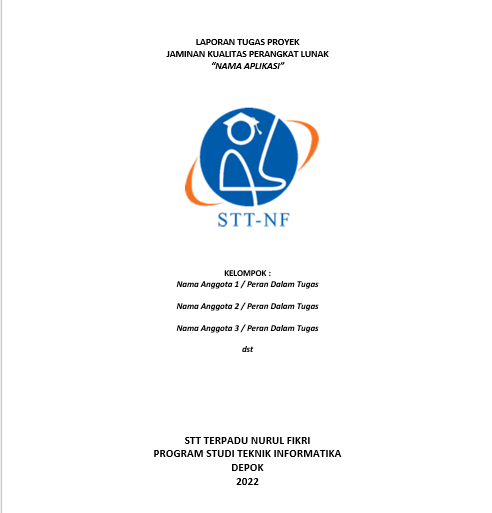 LAPORAN TUGAS PROYEK
JAMINAN KUALITAS PERANGKAT LUNAK
“NAMA APLIKASI”
STT-NF
KELOMPOK :
Nama Anggota 1 / Peran Dalam Tugas
Nama Anggota 2 / Peran Dalam Tugas
Nama Anggota 3 / Peran Dalam Tugas
dst
STT TERPADU NURUL FIKRI
PROGRAM STUDI TEKNIK INFORMATIKA
DEPOK
2022